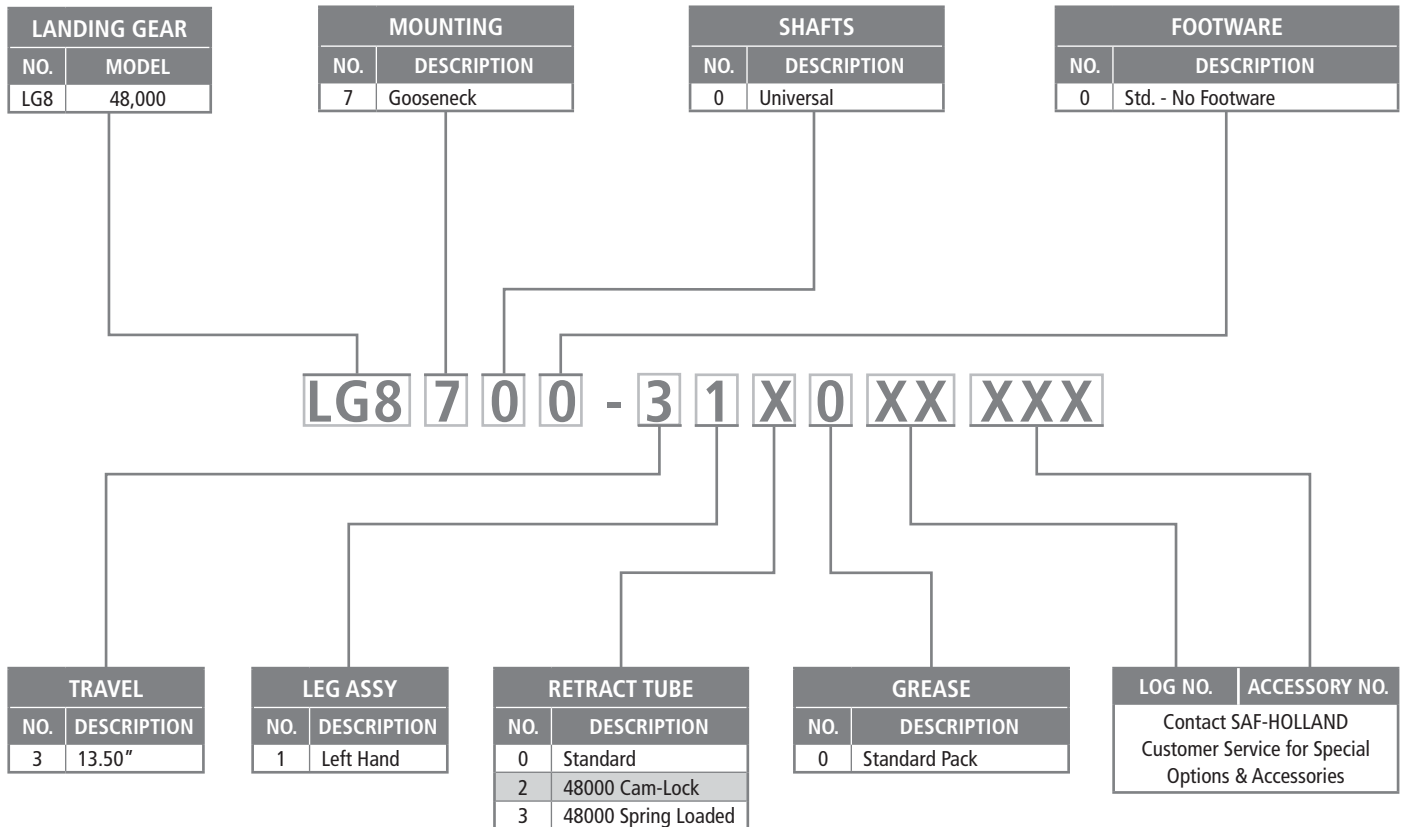 LANDING GEAR
NO. MODEL
LG8 48,000
MOUNTING
NO. DESCRIPTION
7 Gooseneck
SHAFTS
NO. DESCRIPTION
0 Universal
FOOTWARE
NO. DESCRIPTION
0 Std. - No Footware
LG8 7 0 0 - 3 1 X 0 XX XXX
TRAVEL
NO. DESCRIPTION
3 13.50"
LEG ASSY
NO. DESCRIPTION
1 Left Hand
RETRACT TUBE
NO. DESCRIPTION
0 Standard
2 48000 Cam-Lock
3 48000 Spring Loaded
GREASE
NO. DESCRIPTION
0 Standard Pack
LOG NO. ACCESSORY NO.
Contact SAF-HOLLAND
Customer Service for Special
Options & Accessories